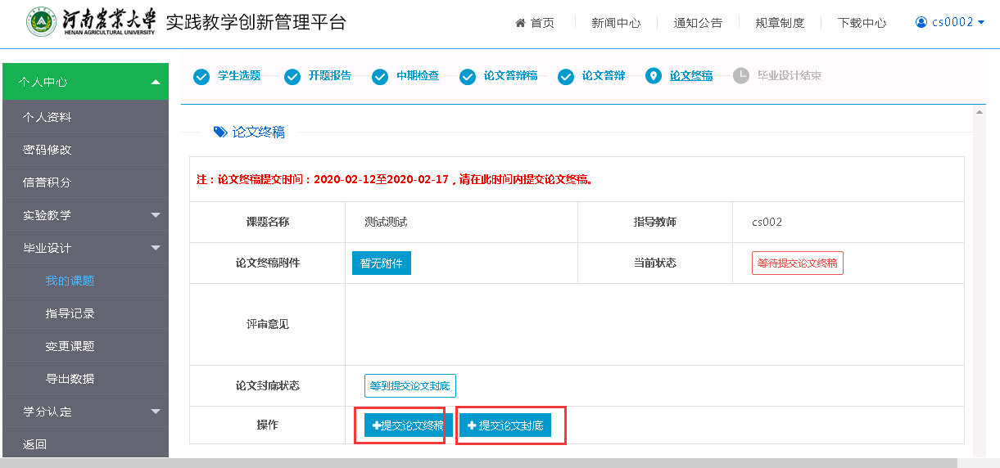 河南农业大学 实践教学创新管理平台 首页 新闻中心 通知公告 规章制度 下载中心 cs0002
HENAN AGRICULTURAL UNIVERSITY
个人中心
个人资料
密码修改
信誉积分
实验教学
毕业设计
我的课题
指导记录
变更课题
导出数据
学分认定
返回
学生选题 开题报告 中期检查 论文答辩稿 论文答辩 论文终稿 毕业设计结束
论文终稿
注：论文终稿提交时间：2020-02-12至2020-02-17，请在此时间内提交论文终稿。
课题名称 测试测试 指导教师 cs002
论文终稿附件 暂无附件 当前状态 等待提交论文终稿
评审意见
论文封底状态 等到提交论文封底
操作 提交论文终稿 提交论文封底